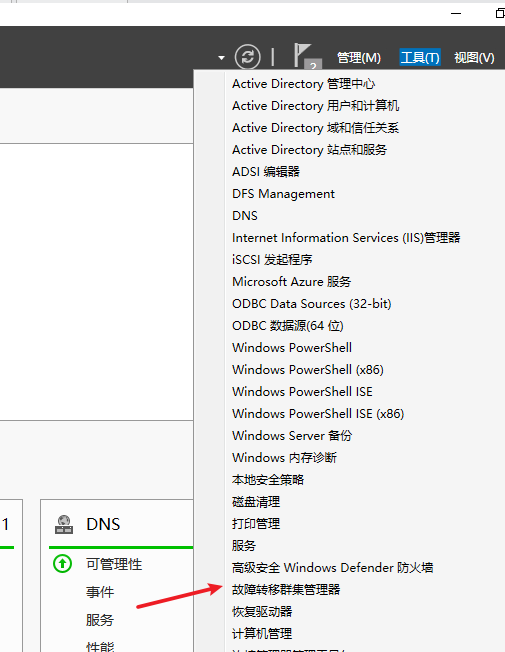 2
管理(M) 工具(T) 视图(V)
Active Directory 管理中心
Active Directory 用户和计算机
Active Directory 域和信任关系
Active Directory 站点和服务
ADSI 编辑器
DFS Management
DNS
Internet Information Services (IIS)管理器
iSCSI 发起程序
Microsoft Azure 服务
ODBC Data Sources (32-bit)
ODBC 数据源(64 位)
Windows PowerShell
Windows PowerShell (x86)
Windows PowerShell ISE
Windows PowerShell ISE (x86)
Windows Server 备份
Windows 内存诊断
本地安全策略
磁盘清理
打印管理
服务
高级安全 Windows Defender 防火墙
故障转移群集管理器
恢复驱动器
计算机管理
1
DNS
可管理性
事件
服务
性能